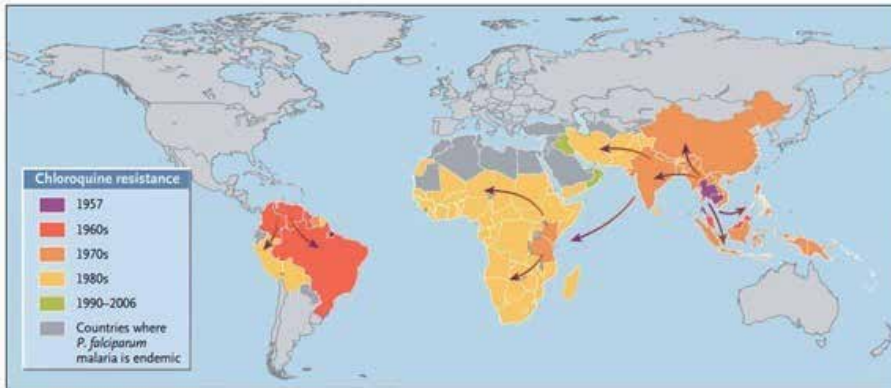 Chloroquine resistance
1957
1960s
1970s
1980s
1990–2006
Countries where
P. falciparum
malaria is endemic